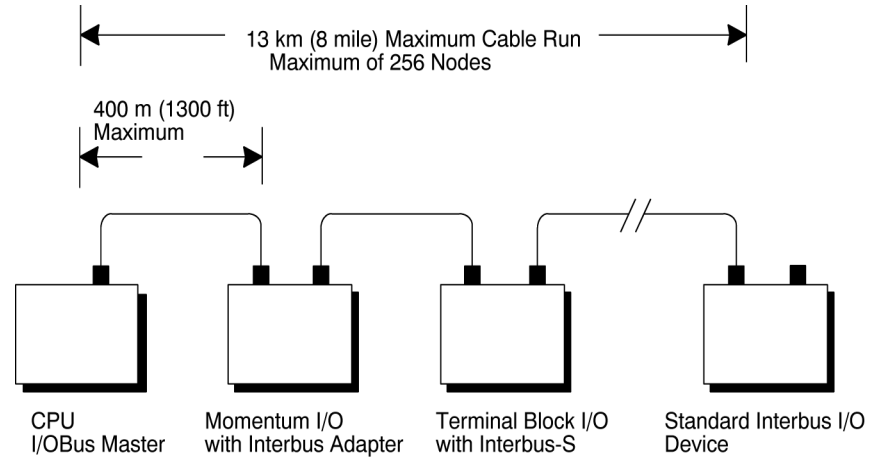 13 km (8 mile) Maximum Cable Run
Maximum of 256 Nodes
400 m (1300 ft)
Maximum
CPU
I/OBus Master
Momentum I/O
with Interbus Adapter
Terminal Block I/O
with Interbus-S
Standard Interbus I/O
Device